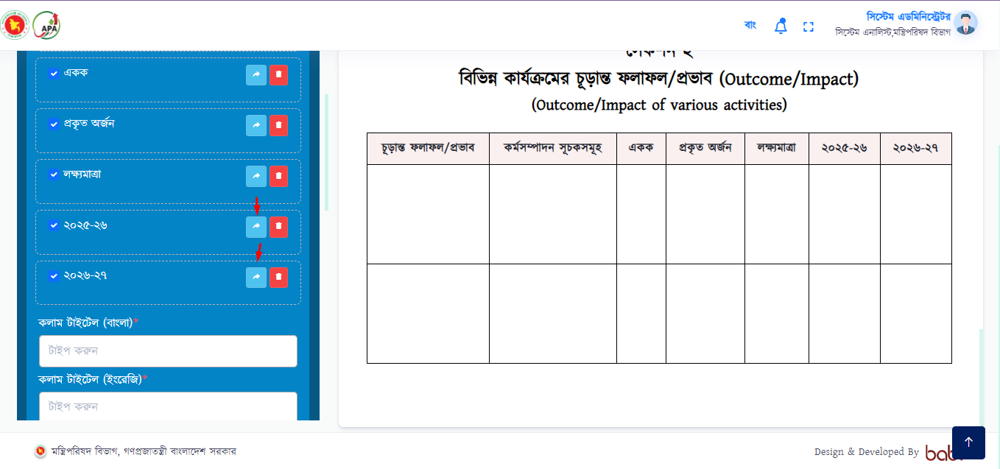 APA
বাং
সিস্টেম এডমিনিস্ট্রেটর
সিস্টেম এনালিস্ট,মন্ত্রিপরিষদ বিভাগ
একক
প্রকৃত অর্জন
লক্ষ্যমাত্রা
২০২৫-২৬
২০২৬-২৭
কলাম টাইটেল (বাংলা)*
টাইপ করুন
কলাম টাইটেল (ইংরেজি)*
টাইপ করুন
সেকশন ২
বিভিন্ন কার্যক্রমের চূড়ান্ত ফলাফল/প্রভাব (Outcome/Impact)
(Outcome/Impact of various activities)
চূড়ান্ত ফলাফল/প্রভাব কর্মসম্পাদন সূচকসমূহ একক প্রকৃত অর্জন লক্ষ্যমাত্রা ২০২৫-২৬ ২০২৬-২৭
মন্ত্রিপরিষদ বিভাগ, গণপ্রজাতন্ত্রী বাংলাদেশ সরকার
Design & Developed By